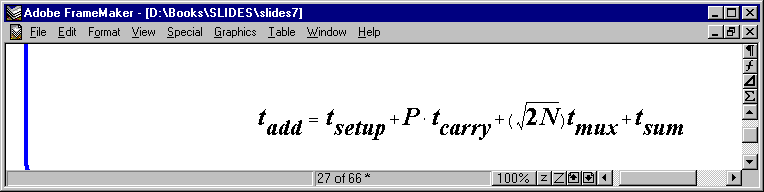 Adobe FrameMaker - [D:\Books\SLIDES\slides7]
File Edit Format View Special Graphics Table Window Help
t_add = t_setup + P · t_carry + (√2N)t_mux + t_sum
27 of 66 * 100% z Z